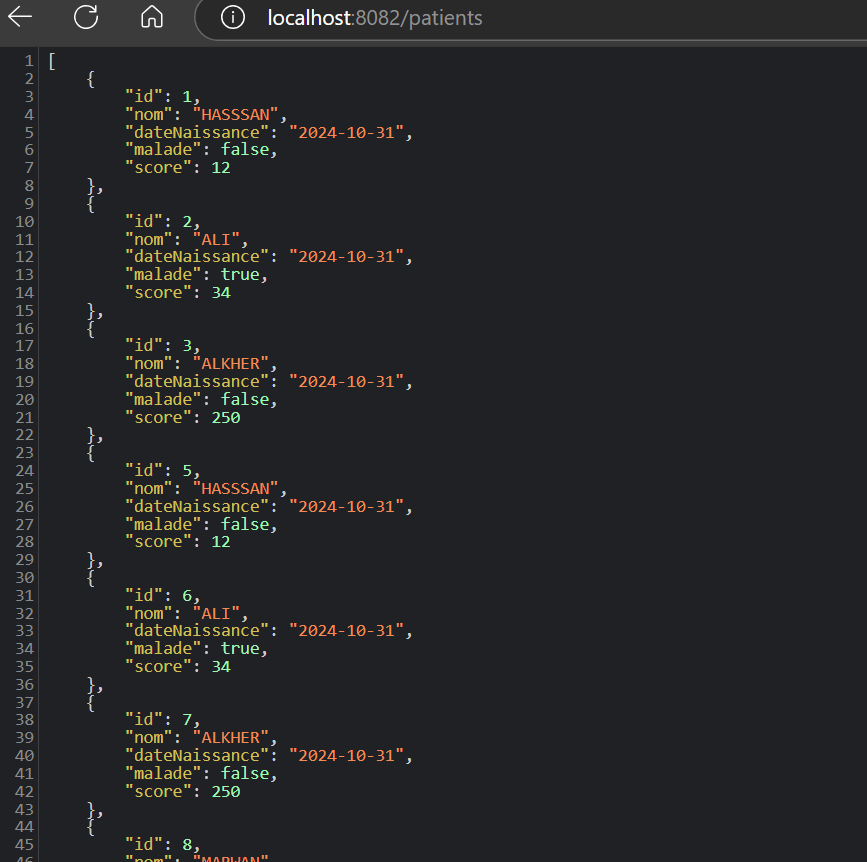 localhost:8082/patients
1 [
2 {
3 "id": 1,
4 "nom": "HASSSAN",
5 "dateNaissance": "2024-10-31",
6 "malade": false,
7 "score": 12
8 },
9 {
10 "id": 2,
11 "nom": "ALI",
12 "dateNaissance": "2024-10-31",
13 "malade": true,
14 "score": 34
15 },
16 {
17 "id": 3,
18 "nom": "ALKHER",
19 "dateNaissance": "2024-10-31",
20 "malade": false,
21 "score": 250
22 },
23 {
24 "id": 5,
25 "nom": "HASSSAN",
26 "dateNaissance": "2024-10-31",
27 "malade": false,
28 "score": 12
29 },
30 {
31 "id": 6,
32 "nom": "ALI",
33 "dateNaissance": "2024-10-31",
34 "malade": true,
35 "score": 34
36 },
37 {
38 "id": 7,
39 "nom": "ALKHER",
40 "dateNaissance": "2024-10-31",
41 "malade": false,
42 "score": 250
43 },
44 {
45 "id": 8,
46 "nom": "MARWAN"